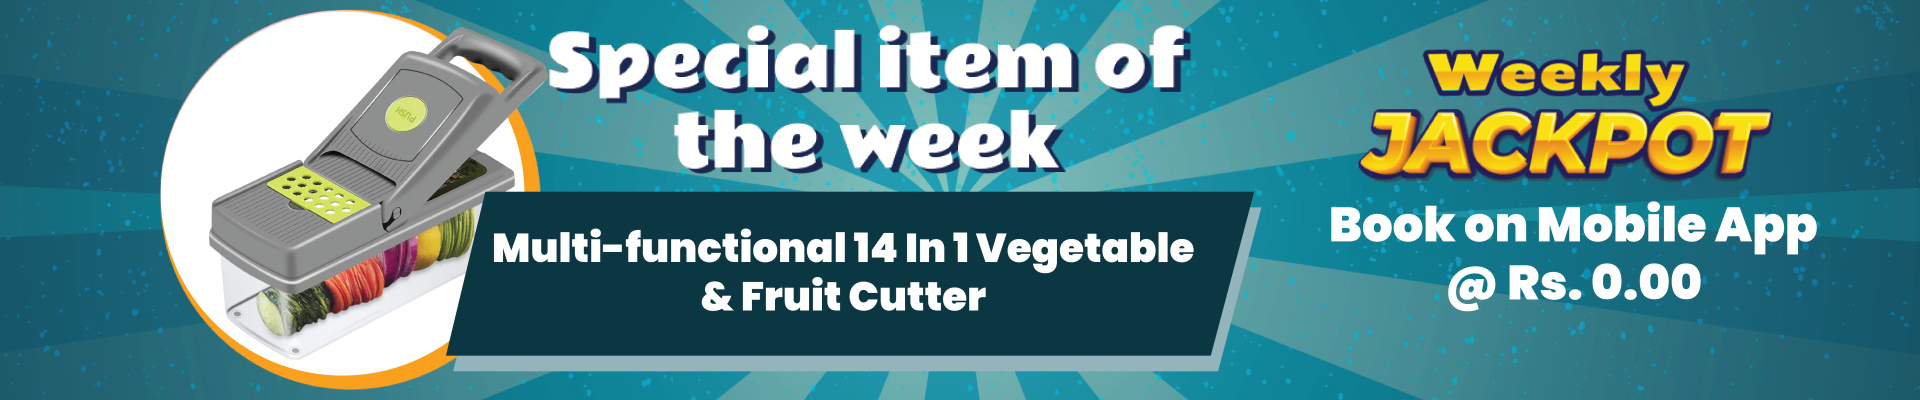 Special item of
the week
Multi-functional 14 In 1 Vegetable
& Fruit Cutter
Weekly
JACKPOT
Book on Mobile App
@ Rs. 0.00
PUSH